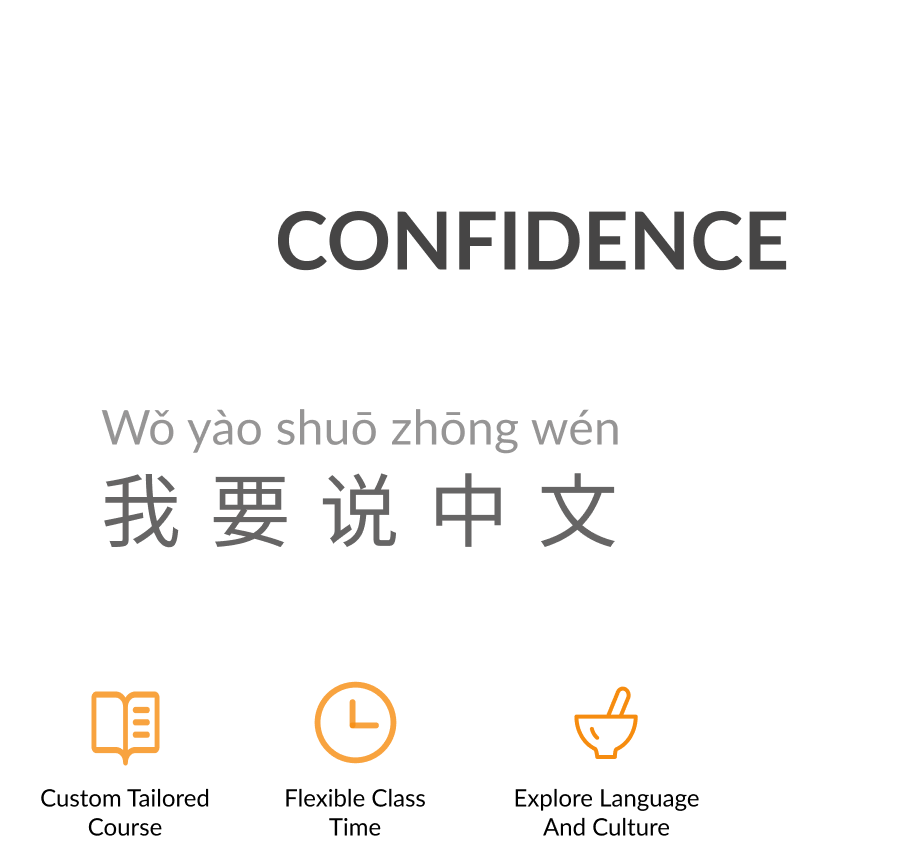 CONFIDENCE
Wǒ yào shuō zhōng wén
我要说中文
Custom Tailored
Course
Flexible Class
Time
Explore Language
And Culture